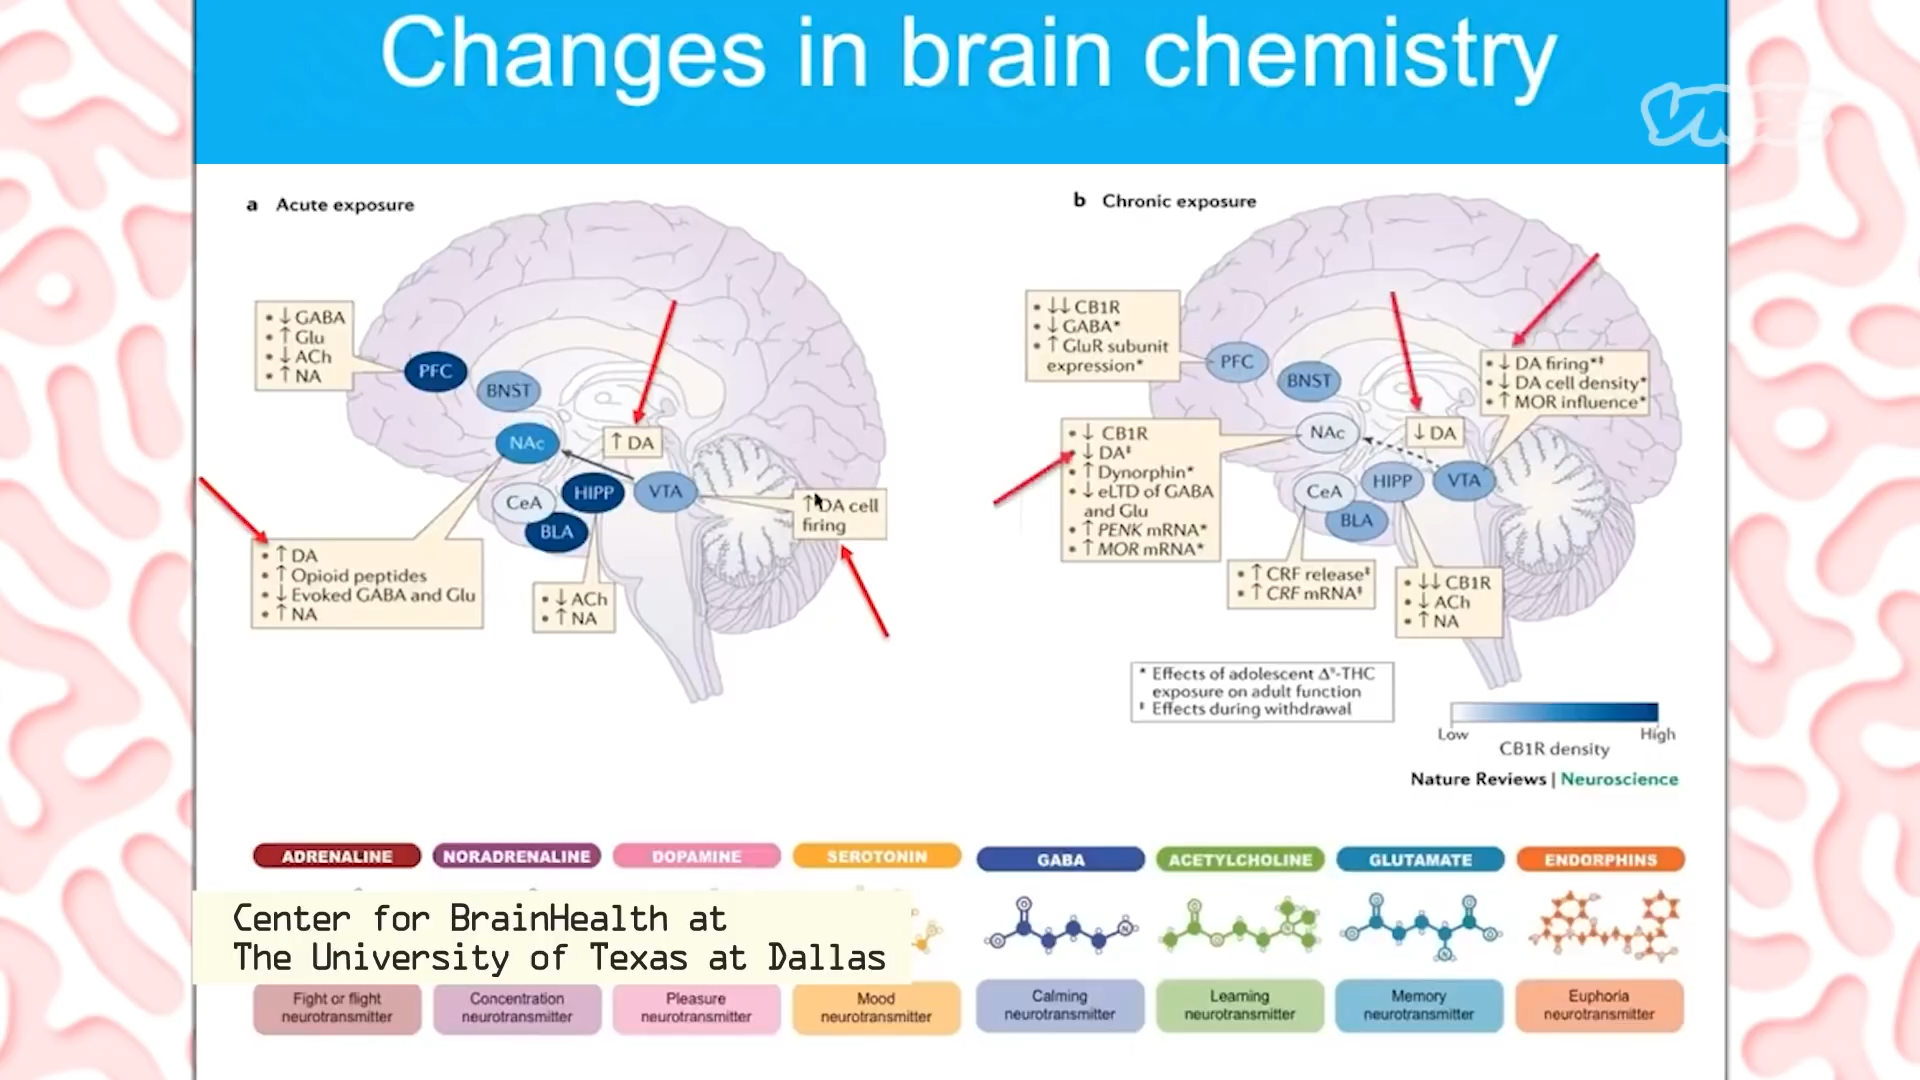 Changes in brain chemistry
VICE
a Acute exposure
• ↓ GABA
• ↑ Glu
• ↓ ACh
• ↑ NA
PFC
BNST
NAc
↑ DA
CeA
HIPP
VTA
BLA
↑ DA cell
firing
• ↑ DA
• ↑ Opioid peptides
• ↓ Evoked GABA and Glu
• ↑ NA
• ↓ ACh
• ↑ NA
b Chronic exposure
• ↓↓ CB1R
• ↓ GABA*
• ↑ GluR subunit
expression*
PFC
BNST
• ↓ DA firing*‡
• ↓ DA cell density*
• ↑ MOR influence*
NAc
↓ DA
• ↓ CB1R
• ↓ DA‡
• ↑ Dynorphin*
• ↓ eLTD of GABA
and Glu
• ↑ PENK mRNA*
• ↑ MOR mRNA*
CeA
HIPP
VTA
BLA
• ↑ CRF release‡
• ↑ CRF mRNA‡
• ↓↓ CB1R
• ↓ ACh
• ↑ NA
* Effects of adolescent Δ⁹-THC
exposure on adult function
‡ Effects during withdrawal
Low
High
CB1R density
Nature Reviews | Neuroscience
ADRENALINE
NORADRENALINE
DOPAMINE
SEROTONIN
GABA
ACETYLCHOLINE
GLUTAMATE
ENDORPHINS
Center for BrainHealth at
The University of Texas at Dallas
Fight or flight
neurotransmitter
Concentration
neurotransmitter
Pleasure
neurotransmitter
Mood
neurotransmitter
Calming
neurotransmitter
Learning
neurotransmitter
Memory
neurotransmitter
Euphoria
neurotransmitter